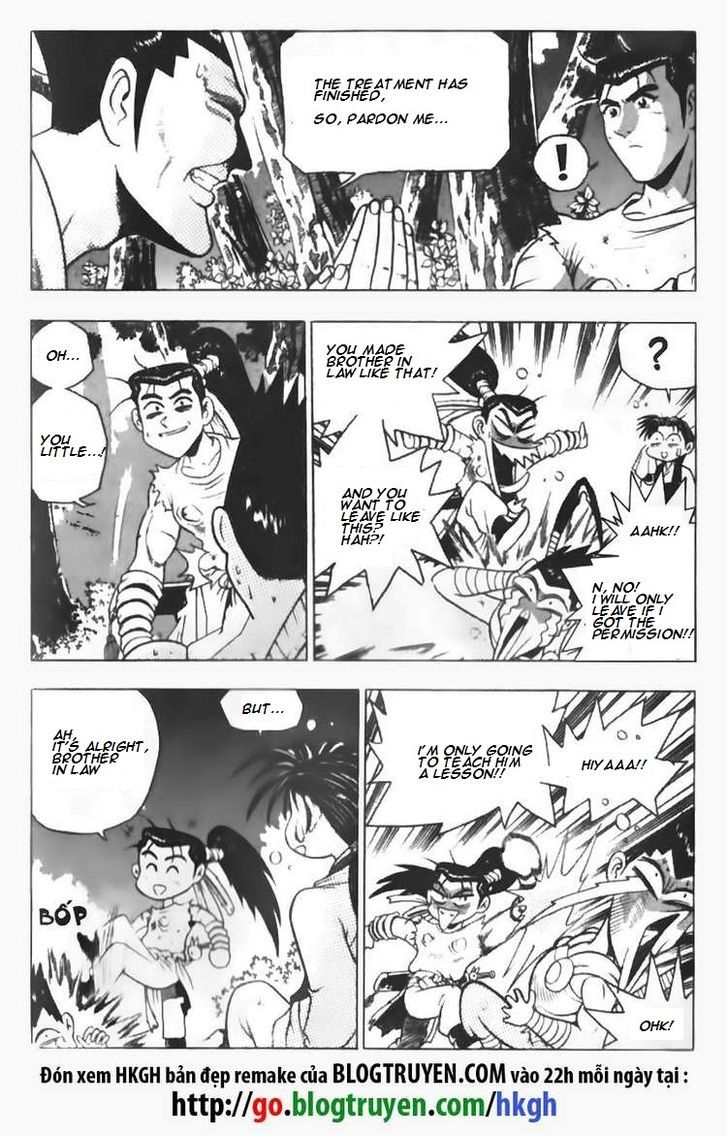 THE TREATMENT HAS
FINISHED,
SO, PARDON ME...
!
OH...
YOU
LITTLE...!
YOU MADE
BROTHER IN
LAW LIKE THAT!
?
AND YOU
WANT TO
LEAVE LIKE
THIS?
HAH?!
AAHK!!
N, NO!
I WILL ONLY
LEAVE IF I
GOT THE
PERMISSION!!
AH,
IT'S ALRIGHT,
BROTHER
IN LAW
BUT...
BỐP
I'M ONLY GOING
TO TEACH HIM
A LESSON!!
HIYAAA!!
OHK!
Đón xem HKGH bản đẹp remake của BLOGTRUYEN.COM vào 22h mỗi ngày tại :
http://go.blogtruyen.com/hkgh